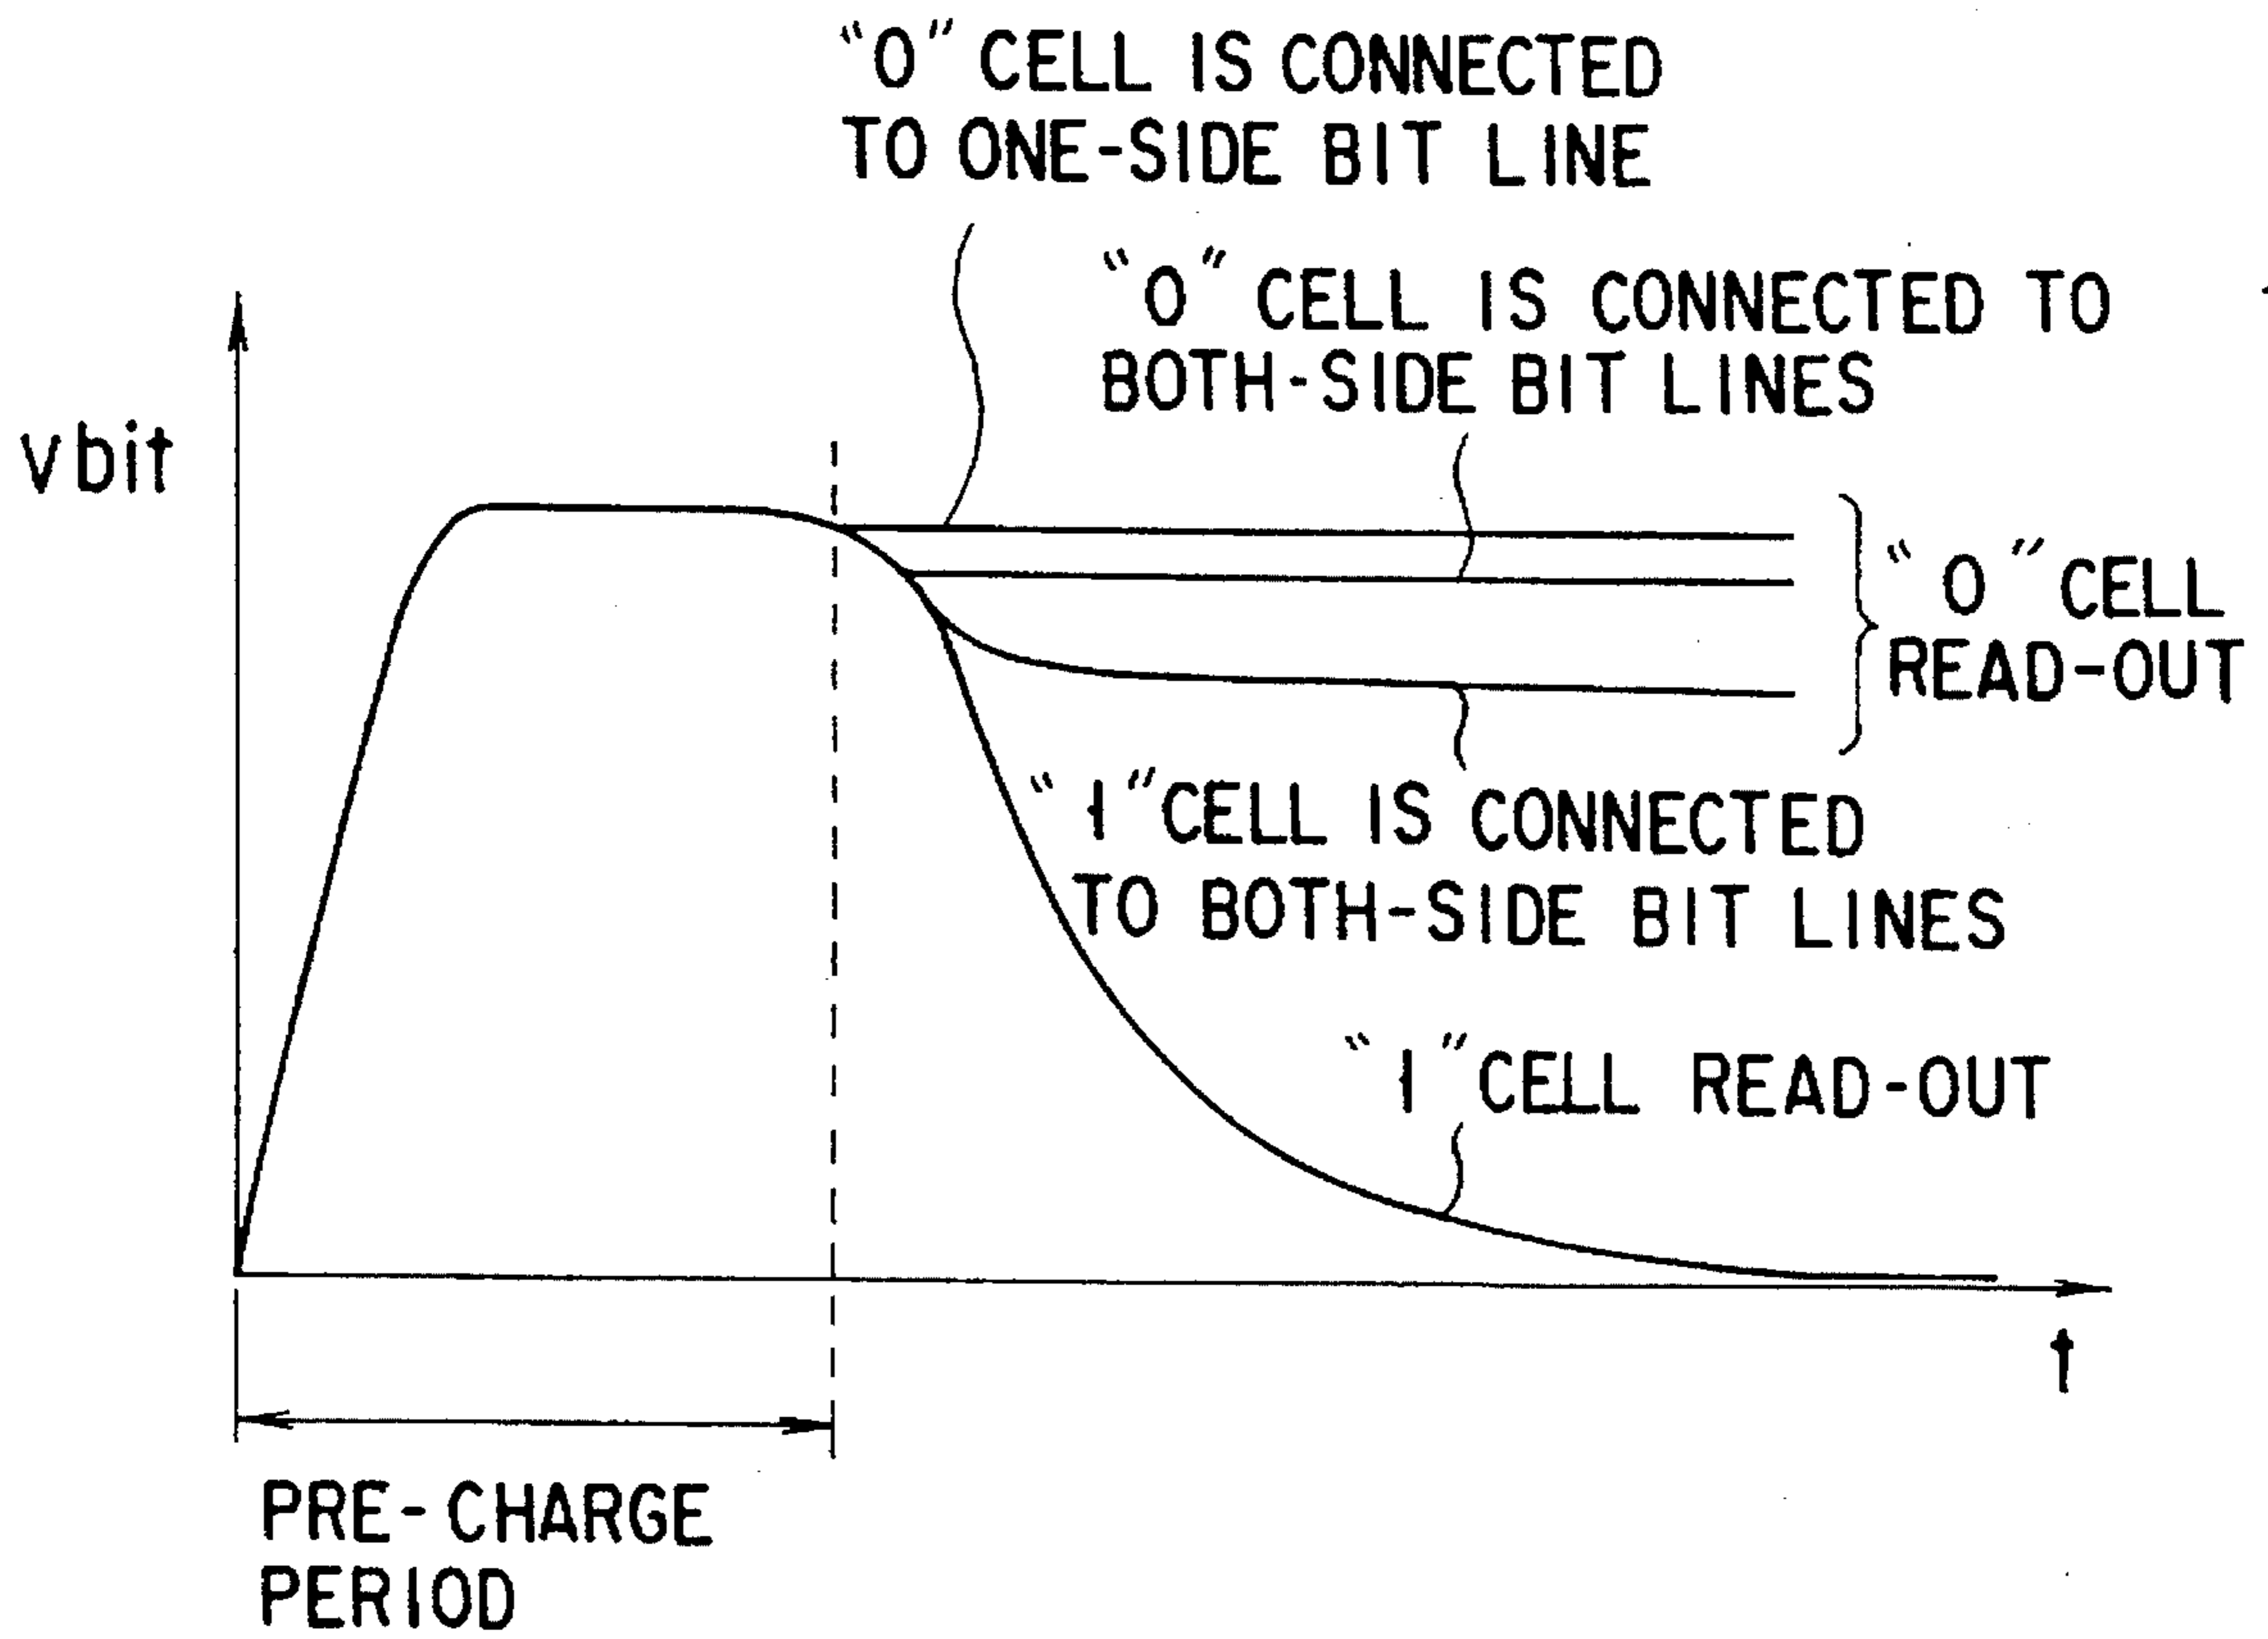 “0” CELL IS CONNECTED
TO ONE-SIDE BIT LINE
“0” CELL IS CONNECTED TO
BOTH-SIDE BIT LINES
vbit
“0” CELL
READ-OUT
“1” CELL IS CONNECTED
TO BOTH-SIDE BIT LINES
“1” CELL READ-OUT
t
PRE-CHARGE
PERIOD